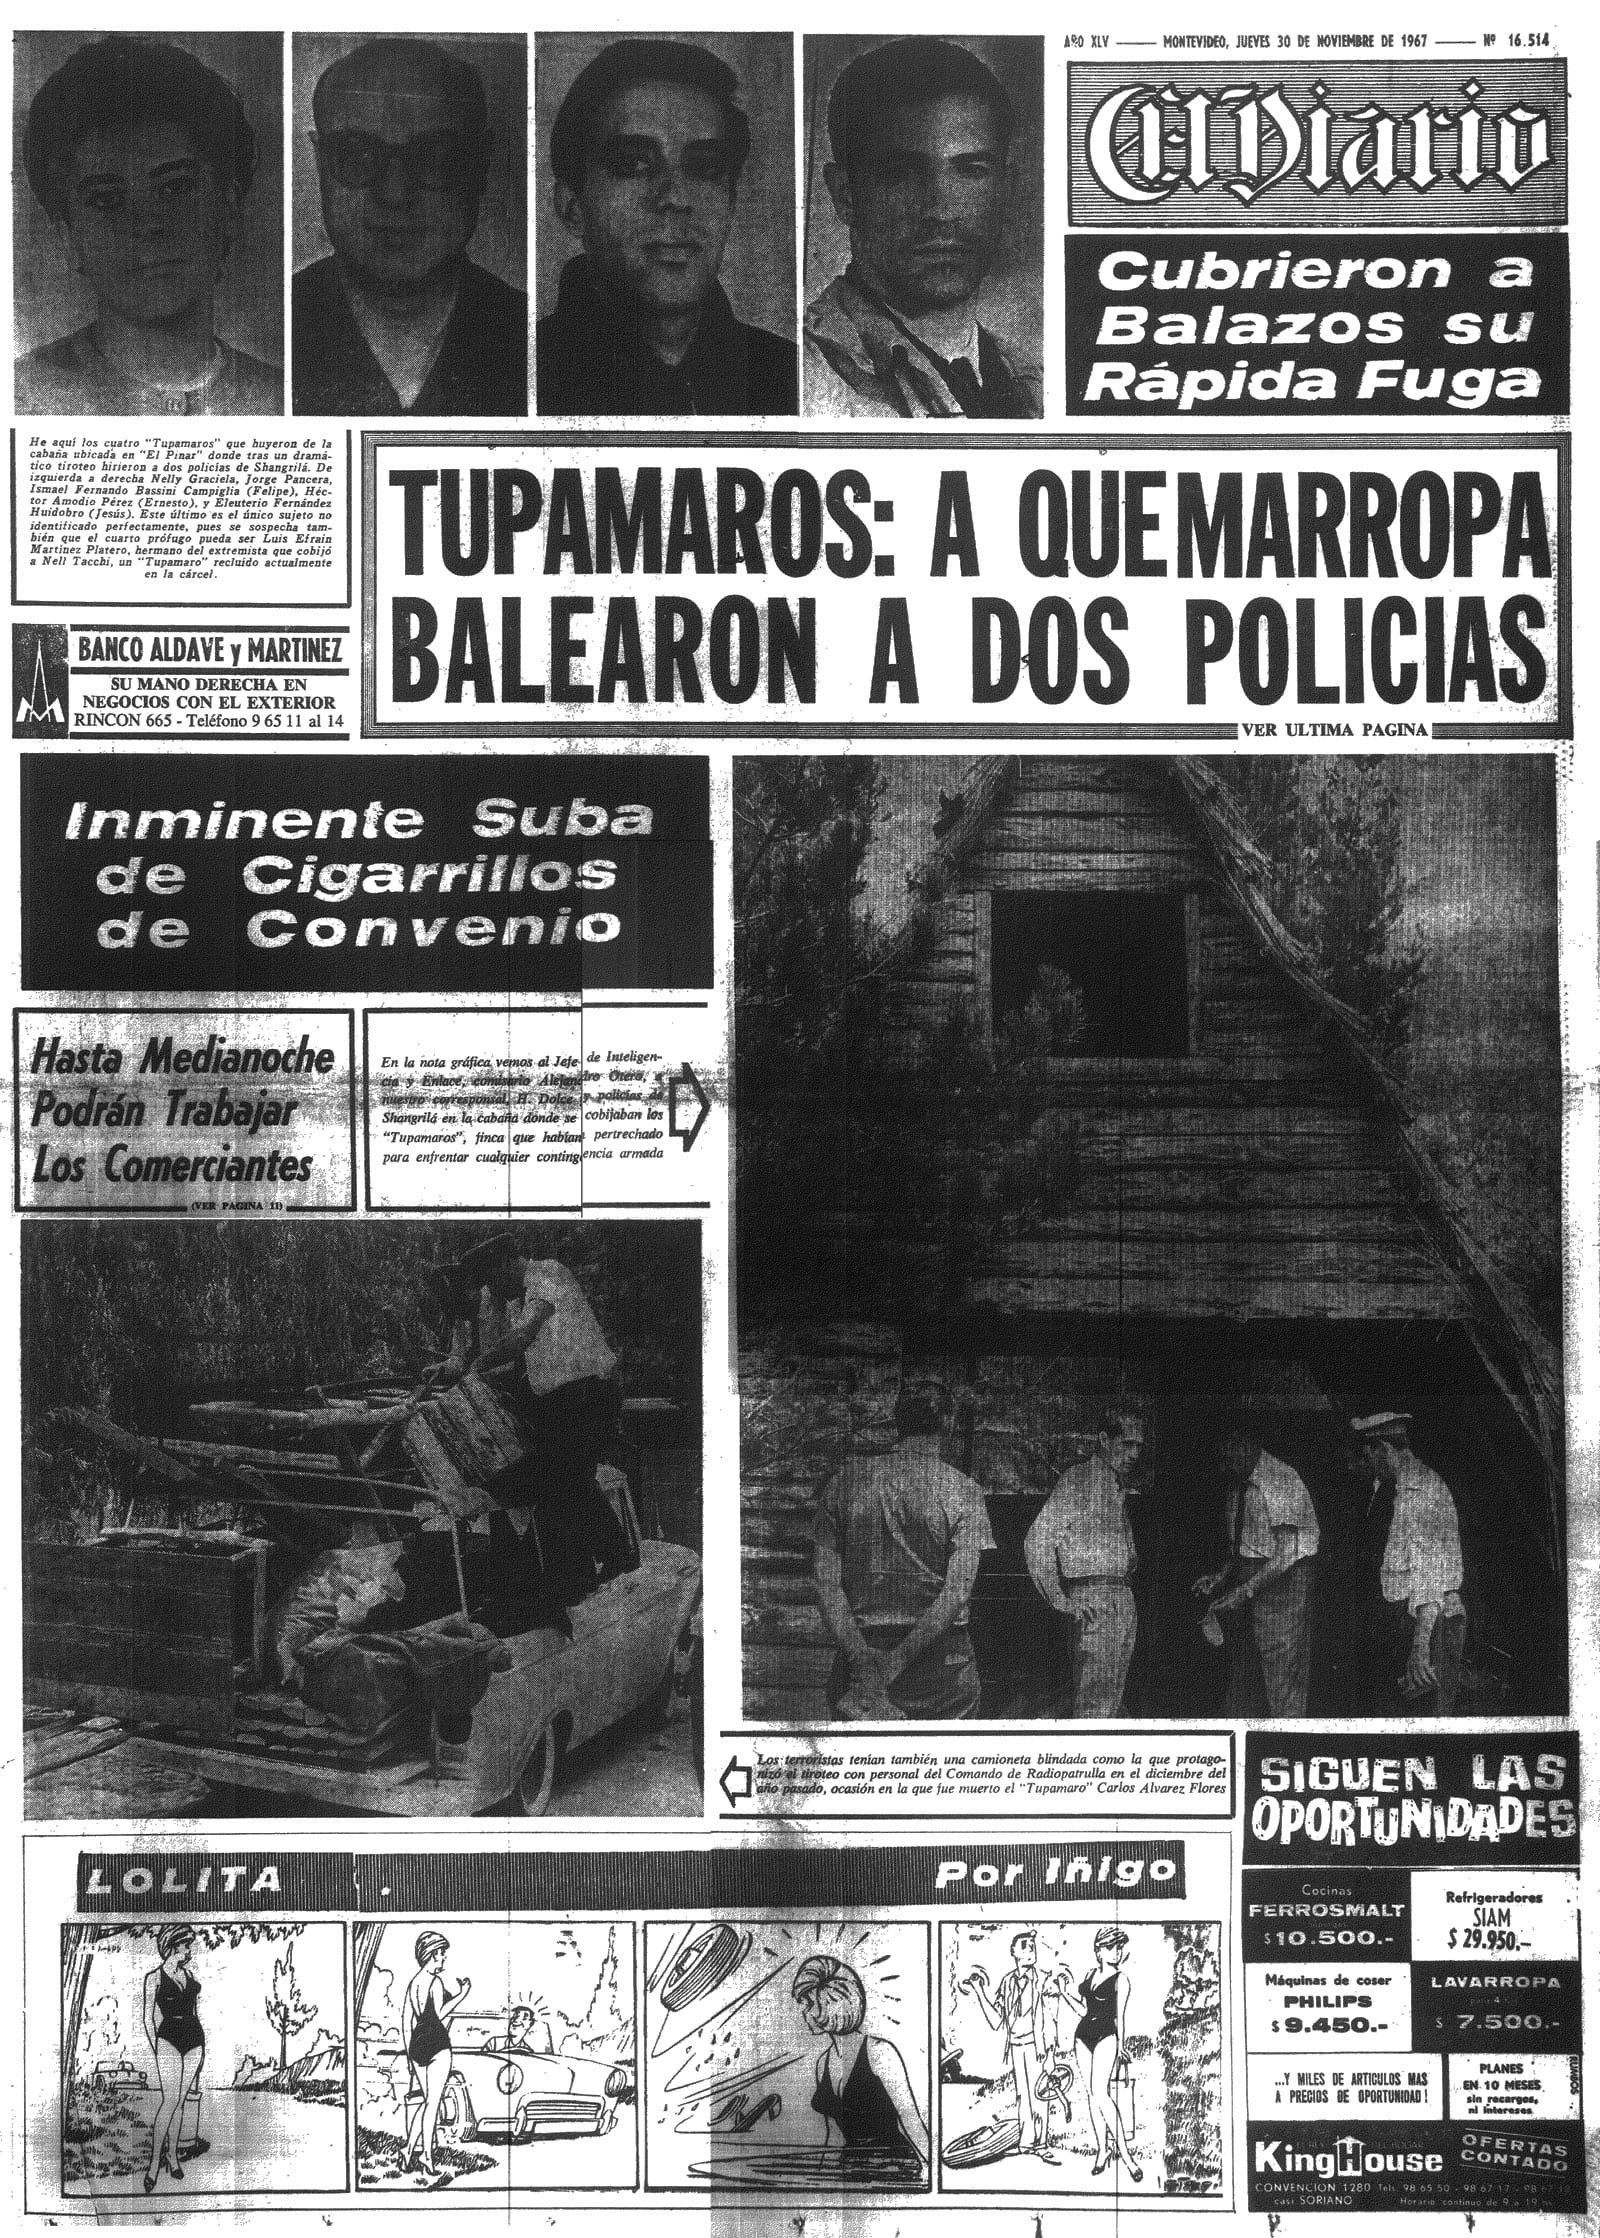 AÑO XLV — MONTEVIDEO, JUEVES 30 DE NOVIEMBRE DE 1967 — Nº 16.514
El Diario
Cubrieron a
Balazos su
Rápida Fuga
He aquí los cuatro "Tupamaros" que huyeron de la
cabaña ubicada en "El Pinar" donde tras un dramá-
tico tiroteo hirieron a dos policías de Shangrilá. De
izquierda a derecha Nelly Graciela, Jorge Pancera,
Ismael Fernando Bassini Campiglia (Felipe), Héc-
tor Amodio Pérez (Ernesto), y Eleuterio Fernández
Huidobro (Jesús). Este último es el único sujeto no
identificado perfectamente, pues se sospecha tam-
bién que el cuarto prófugo pueda ser Luis Efraín
Martínez Platero, hermano del extremista que cobijó
a Nell Tacchi, un "Tupamaro" recluído actualmente
en la cárcel.
TUPAMAROS: A QUEMARROPA
BALEARON A DOS POLICIAS
VER ULTIMA PAGINA
BANCO ALDAVE y MARTINEZ
SU MANO DERECHA EN
NEGOCIOS CON EL EXTERIOR
RINCON 665 - Teléfono 9 65 11 al 14
Inminente Suba
de Cigarrillos
de Convenio
Hasta Medianoche
Podrán Trabajar
Los Comerciantes
(VER PAGINA 11)
En la nota gráfica vemos al Jefe de Inteligen-
cia y Enlace, comisario Alejandro Otero, a
nuestro corresponsal, H. Dolce y policías de
Shangrilá en la cabaña donde se cobijaban los
"Tupamaros", finca que habían pertrechado
para enfrentar cualquier contingencia armada
Los terroristas tenían también una camioneta blindada como la que protago-
nizó el tiroteo con personal del Comando de Radiopatrulla en el diciembre del
año pasado, ocasión en la que fue muerto el "Tupamaro" Carlos Alvarez Flores
LOLITA
Por Iñigo
SIGUEN LAS
OPORTUNIDADES
Cocinas
FERROSMALT
$ 10.500.-
Refrigeradores
SIAM
$ 29.950.-
Máquinas de coser
PHILIPS
$ 9.450.-
LAVARROPA
$ 7.500.-
...Y MILES DE ARTICULOS MAS
A PRECIOS DE OPORTUNIDAD!
PLANES
EN 10 MESES
sin recargos,
ni intereses
KingHouse
OFERTAS
CONTADO
CONVENCION 1280 Tels. 98 65 50 - 98 67 17 - 98 67 18
casi SORIANO Horario continuo de 9 a 19 hs.